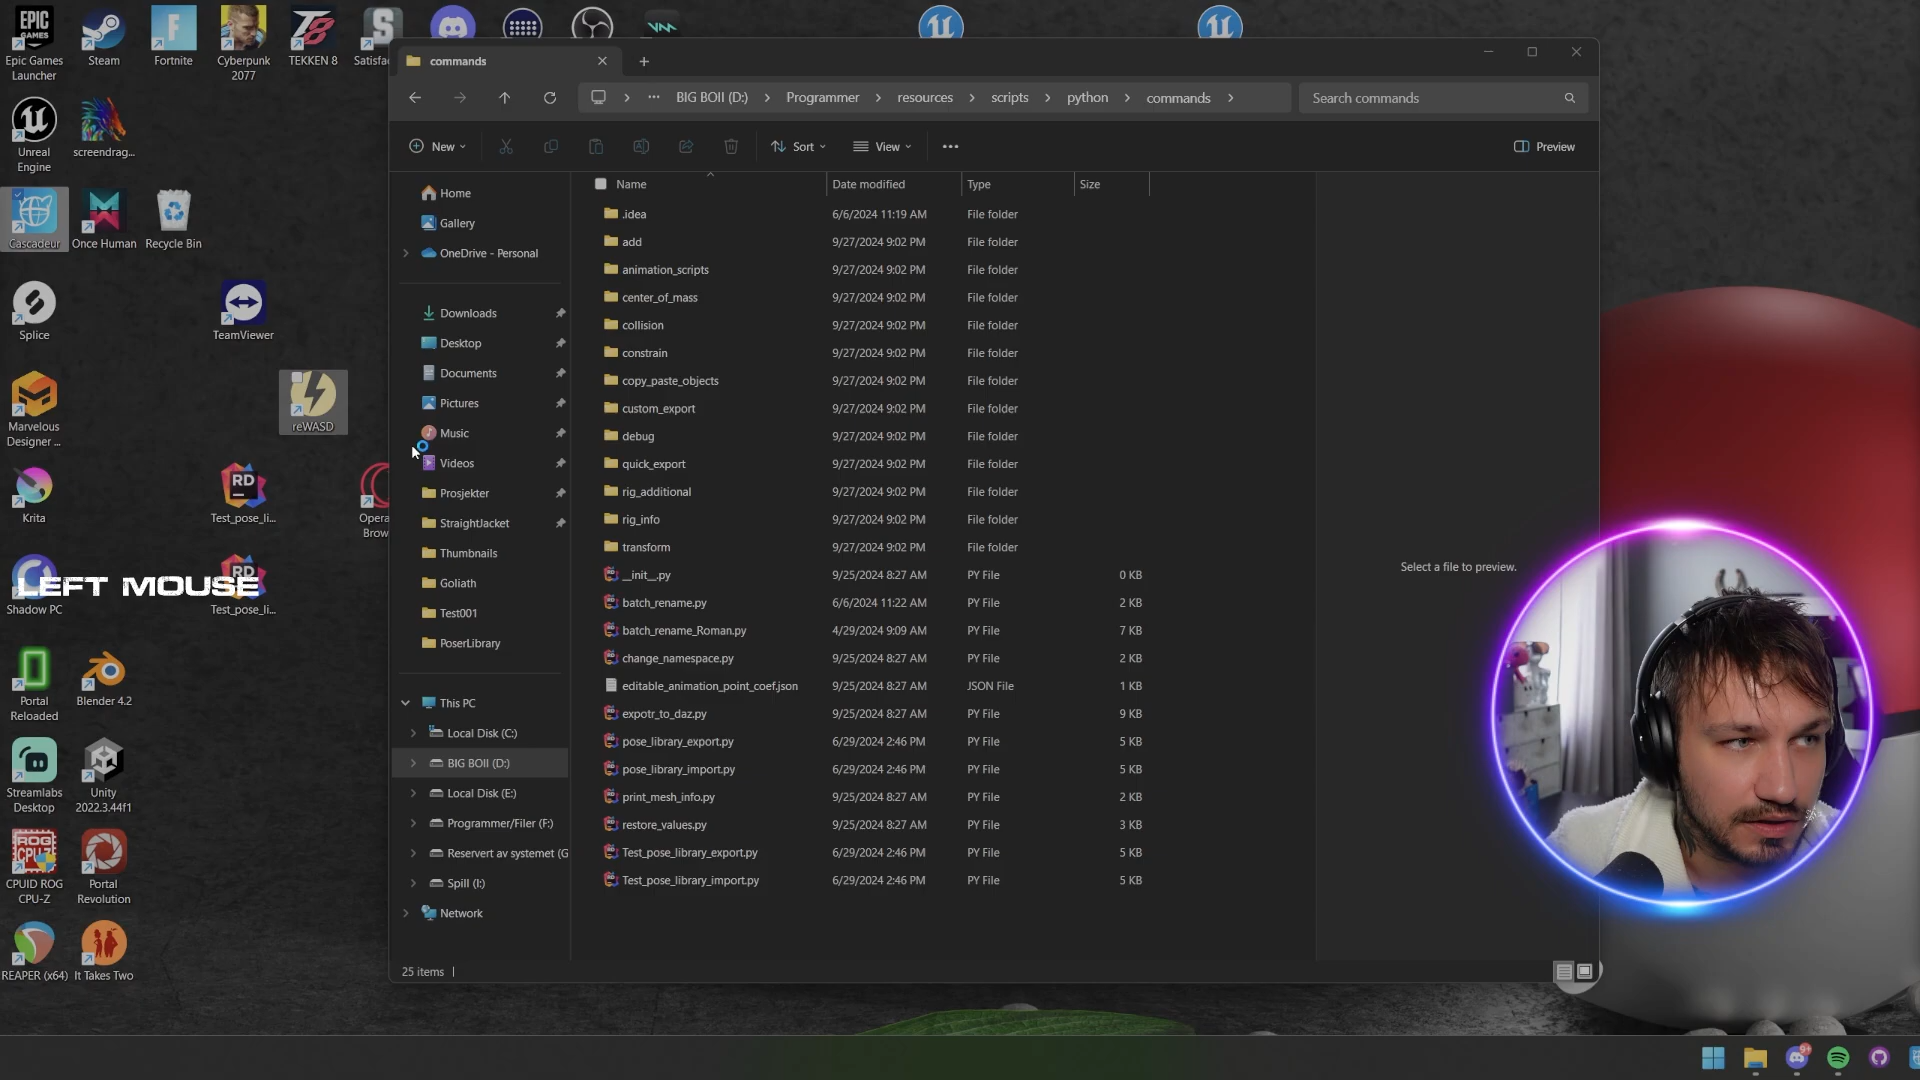 EPIC
GAMES
Epic Games
Launcher
Steam
Fortnite
Cyberpunk
2077
TEKKEN 8
Satisfac
Unreal
Engine
screendrag...
Cascadeur
Once Human
Recycle Bin
Splice
TeamViewer
Marvelous
Designer ...
reWASD
Krita
RD
Test_pose_li...
Opera
Brow
LEFT MOUSE
Shadow PC
RD
Test_pose_li...
Portal
Reloaded
Blender 4.2
Streamlabs
Desktop
Unity
2022.3.44f1
ROG
CPU-Z
CPUID ROG
CPU-Z
Portal
Revolution
REAPER (x64)
It Takes Two
commands
BIG BOII (D:)
Programmer
resources
scripts
python
commands
Search commands
New
Sort
View
Preview
Home
Gallery
OneDrive - Personal
Downloads
Desktop
Documents
Pictures
Music
Videos
Prosjekter
StraightJacket
Thumbnails
Goliath
Test001
PoserLibrary
This PC
Local Disk (C:)
BIG BOII (D:)
Local Disk (E:)
Programmer/Filer (F:)
Reservert av systemet (G
Spill (I:)
Network
Name Date modified Type Size
.idea 6/6/2024 11:19 AM File folder
add 9/27/2024 9:02 PM File folder
animation_scripts 9/27/2024 9:02 PM File folder
center_of_mass 9/27/2024 9:02 PM File folder
collision 9/27/2024 9:02 PM File folder
constrain 9/27/2024 9:02 PM File folder
copy_paste_objects 9/27/2024 9:02 PM File folder
custom_export 9/27/2024 9:02 PM File folder
debug 9/27/2024 9:02 PM File folder
quick_export 9/27/2024 9:02 PM File folder
rig_additional 9/27/2024 9:02 PM File folder
rig_info 9/27/2024 9:02 PM File folder
transform 9/27/2024 9:02 PM File folder
__init__.py 9/25/2024 8:27 AM PY File 0 KB
batch_rename.py 6/6/2024 11:22 AM PY File 2 KB
batch_rename_Roman.py 4/29/2024 9:09 AM PY File 7 KB
change_namespace.py 9/25/2024 8:27 AM PY File 2 KB
editable_animation_point_coef.json 9/25/2024 8:27 AM JSON File 1 KB
expotr_to_daz.py 9/25/2024 8:27 AM PY File 9 KB
pose_library_export.py 6/29/2024 2:46 PM PY File 5 KB
pose_library_import.py 6/29/2024 2:46 PM PY File 5 KB
print_mesh_info.py 9/25/2024 8:27 AM PY File 2 KB
restore_values.py 9/25/2024 8:27 AM PY File 3 KB
Test_pose_library_export.py 6/29/2024 2:46 PM PY File 5 KB
Test_pose_library_import.py 6/29/2024 2:46 PM PY File 5 KB
Select a file to preview.
25 items
9+